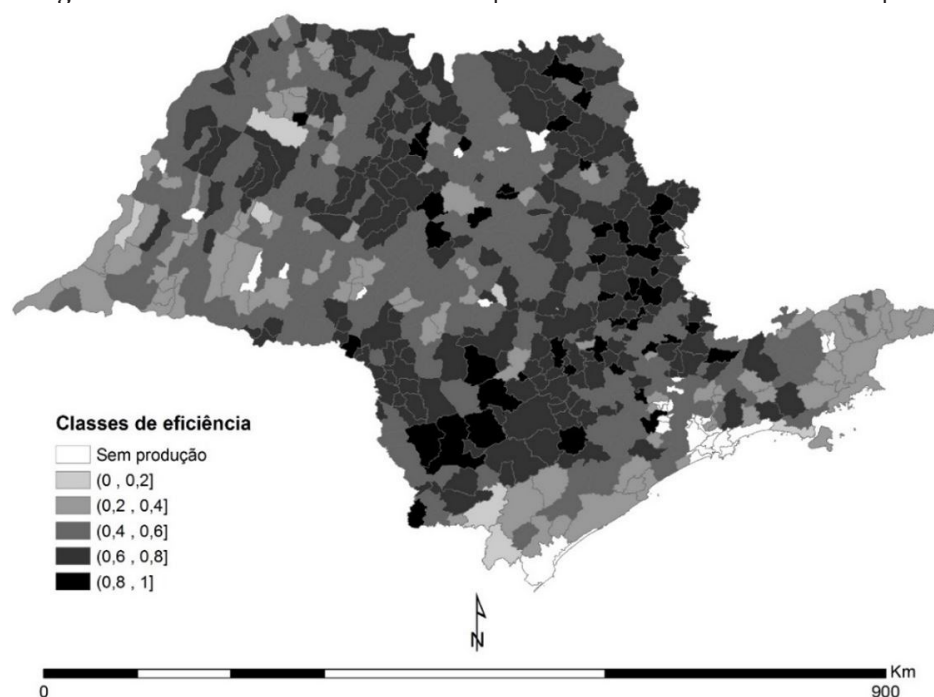 Classes de eficiência
Sem produção
(0 , 0,2]
(0,2 , 0,4]
(0,4 , 0,6]
(0,6 , 0,8]
(0,8 , 1]
N
Km
0 900